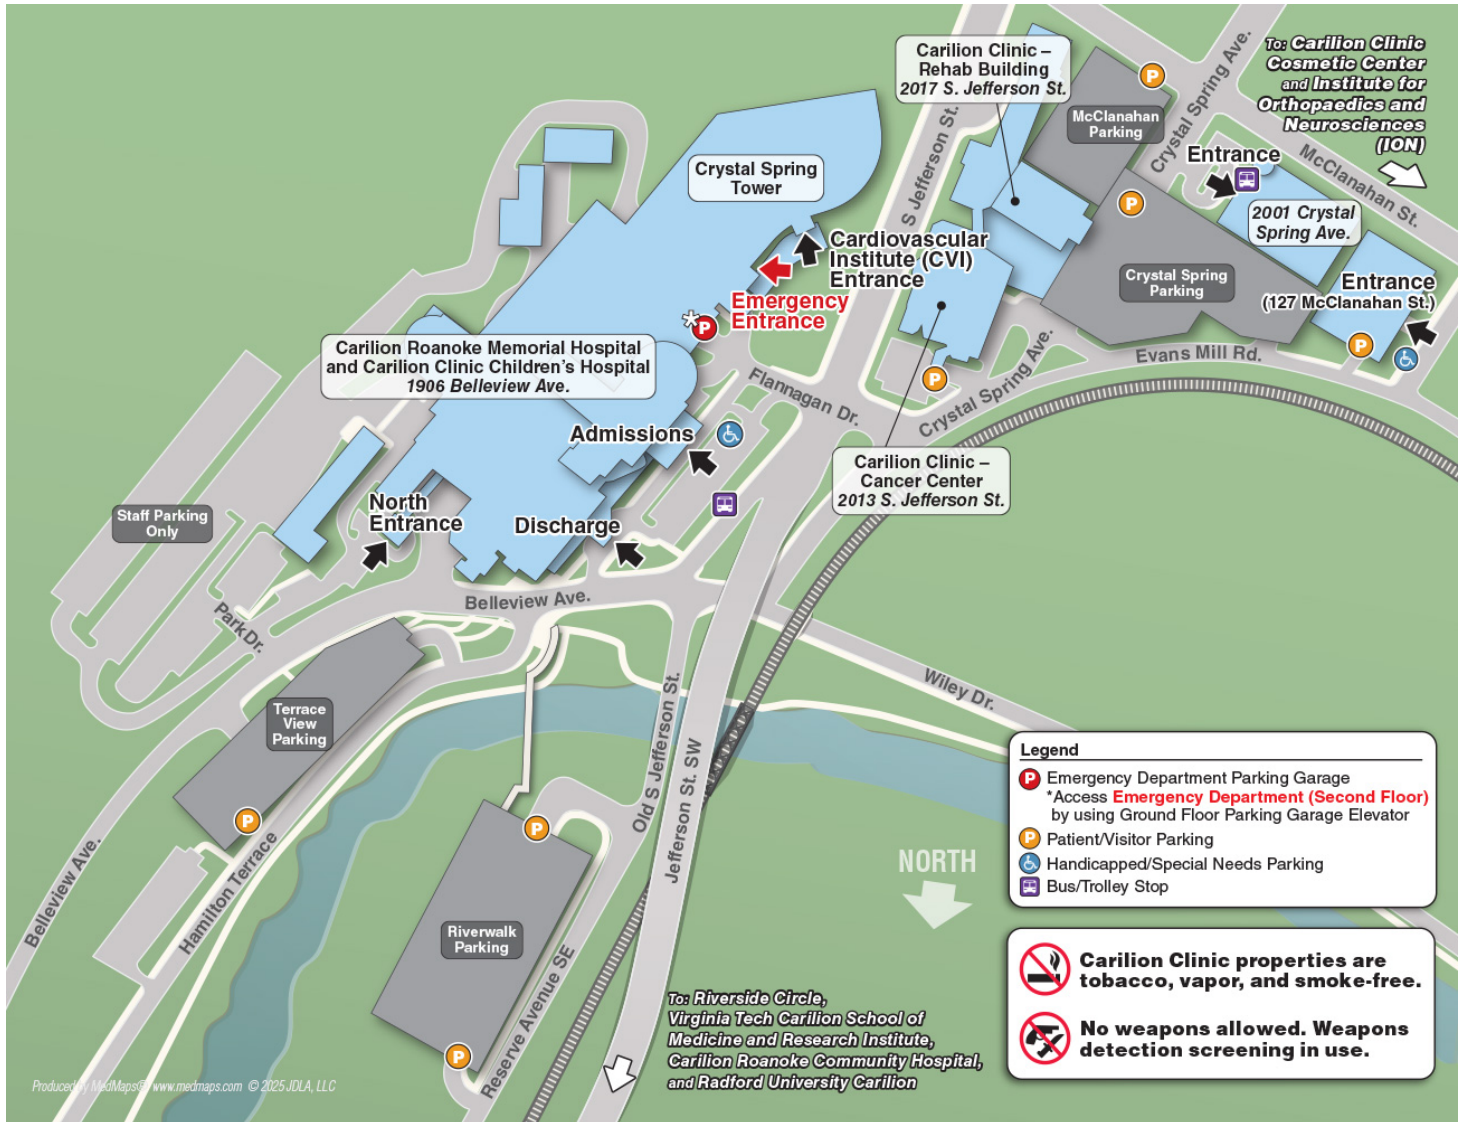 Carilion Clinic –
Rehab Building
2017 S. Jefferson St.
To: Carilion Clinic
Cosmetic Center
and Institute for
Orthopaedics and
Neurosciences
(ION)
P
McClanahan
Parking
Crystal Spring Ave.
McClanahan St.
Entrance
Crystal Spring
Tower
S Jefferson St.
P
2001 Crystal
Spring Ave.
Cardiovascular
Institute (CVI)
Entrance
Crystal Spring
Parking
Entrance
(127 McClanahan St.)
Emergency
Entrance
*P
P
Evans Mill Rd.
Carilion Roanoke Memorial Hospital
and Carilion Clinic Children's Hospital
1906 Belleview Ave.
Flannagan Dr.
P
Crystal Spring Ave.
Admissions
Carilion Clinic –
Cancer Center
2013 S. Jefferson St.
Staff Parking
Only
North
Entrance
Discharge
Belleview Ave.
Park Dr.
Wiley Dr.
Terrace
View
Parking
Old S Jefferson St.
Jefferson St. SW
P
P
Belleview Ave.
Hamilton Terrace
Riverwalk
Parking
Reserve Avenue SE
P
NORTH
Legend
P Emergency Department Parking Garage
*Access Emergency Department (Second Floor)
by using Ground Floor Parking Garage Elevator
P Patient/Visitor Parking
Handicapped/Special Needs Parking
Bus/Trolley Stop
Carilion Clinic properties are
tobacco, vapor, and smoke-free.
No weapons allowed. Weapons
detection screening in use.
To: Riverside Circle,
Virginia Tech Carilion School of
Medicine and Research Institute,
Carilion Roanoke Community Hospital,
and Radford University Carilion
Produced by MedMaps® www.medmaps.com © 2025 JDLA, LLC